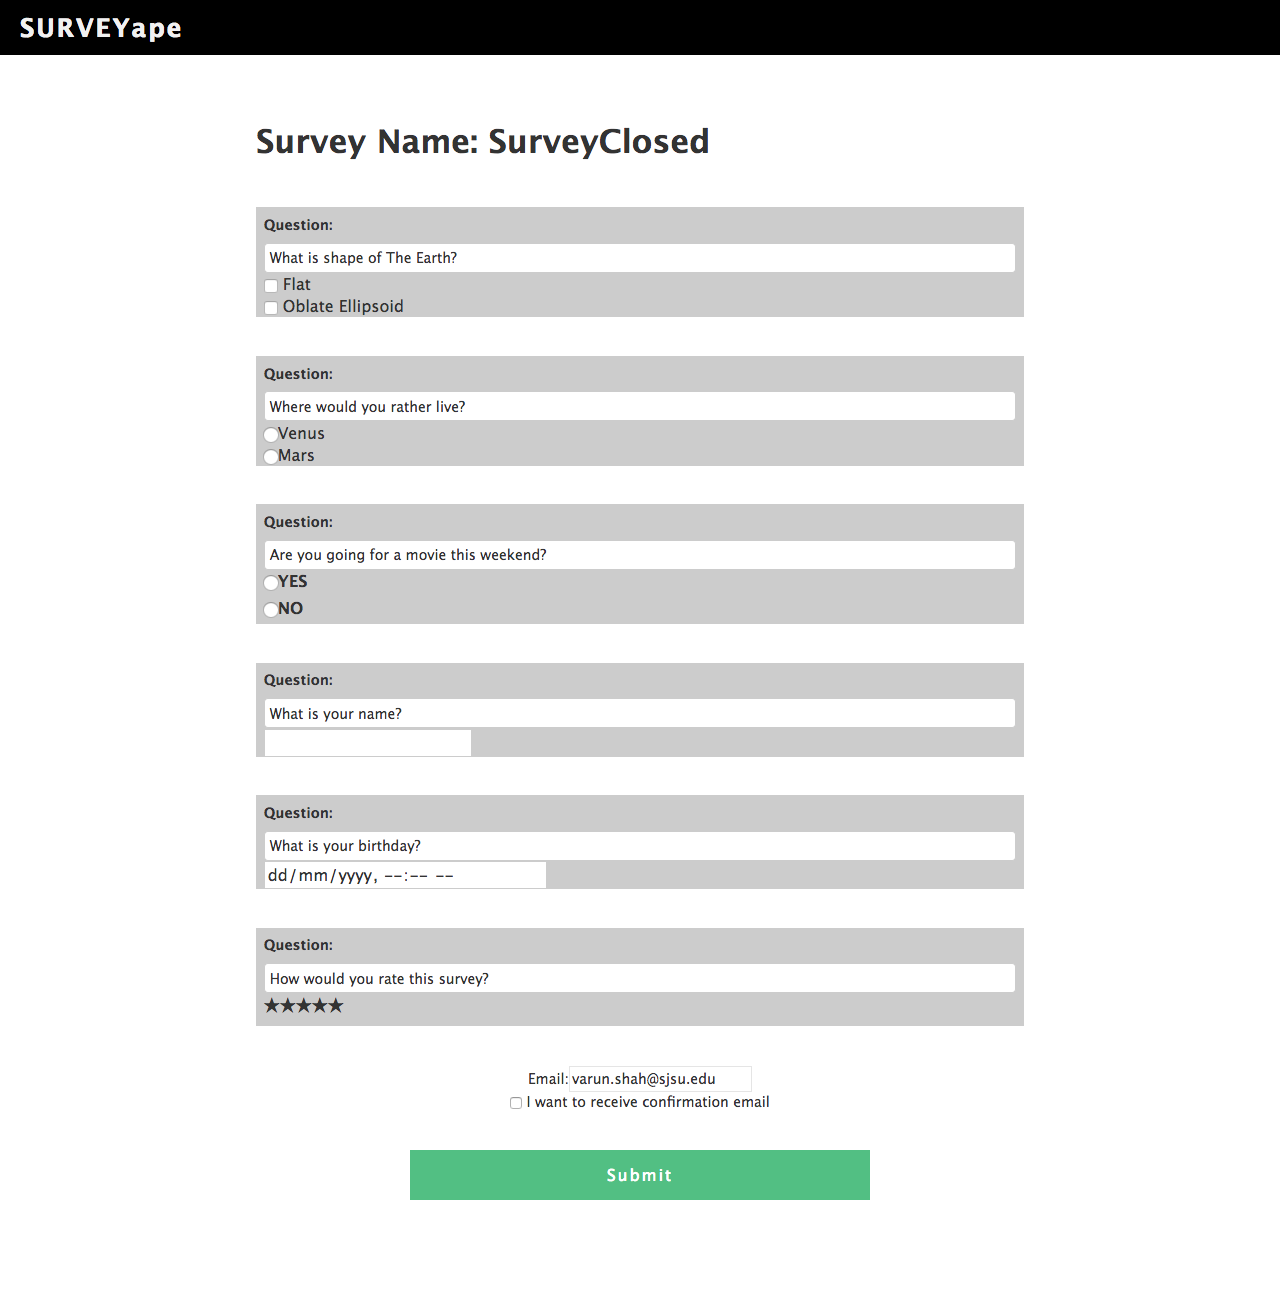 SURVEYape
Survey Name: SurveyClosed
Question:
What is shape of The Earth?
Flat
Oblate Ellipsoid
Question:
Where would you rather live?
Venus
Mars
Question:
Are you going for a movie this weekend?
YES
NO
Question:
What is your name?
Question:
What is your birthday?
dd/mm/yyyy, --:-- --
Question:
How would you rate this survey?
★★★★★
Email: varun.shah@sjsu.edu
I want to receive confirmation email
Submit